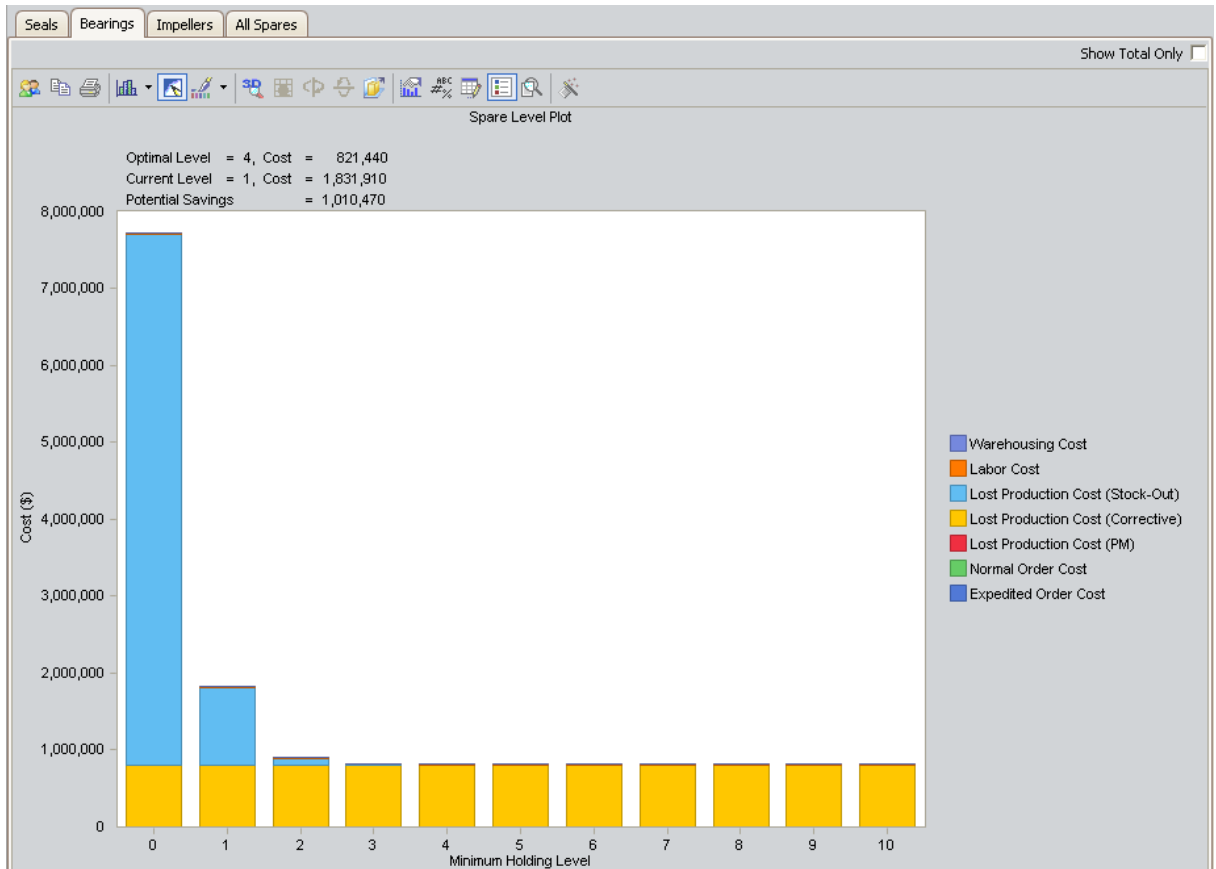 Seals Bearings Impellers All Spares
Show Total Only
3D ABC #%
Spare Level Plot
Optimal Level = 4, Cost = 821,440
Current Level = 1, Cost = 1,831,910
Potential Savings = 1,010,470
8,000,000
7,000,000
6,000,000
5,000,000
4,000,000
3,000,000
2,000,000
1,000,000
0
Cost ($)
0 1 2 3 4 5 6 7 8 9 10
Minimum Holding Level
Warehousing Cost
Labor Cost
Lost Production Cost (Stock-Out)
Lost Production Cost (Corrective)
Lost Production Cost (PM)
Normal Order Cost
Expedited Order Cost